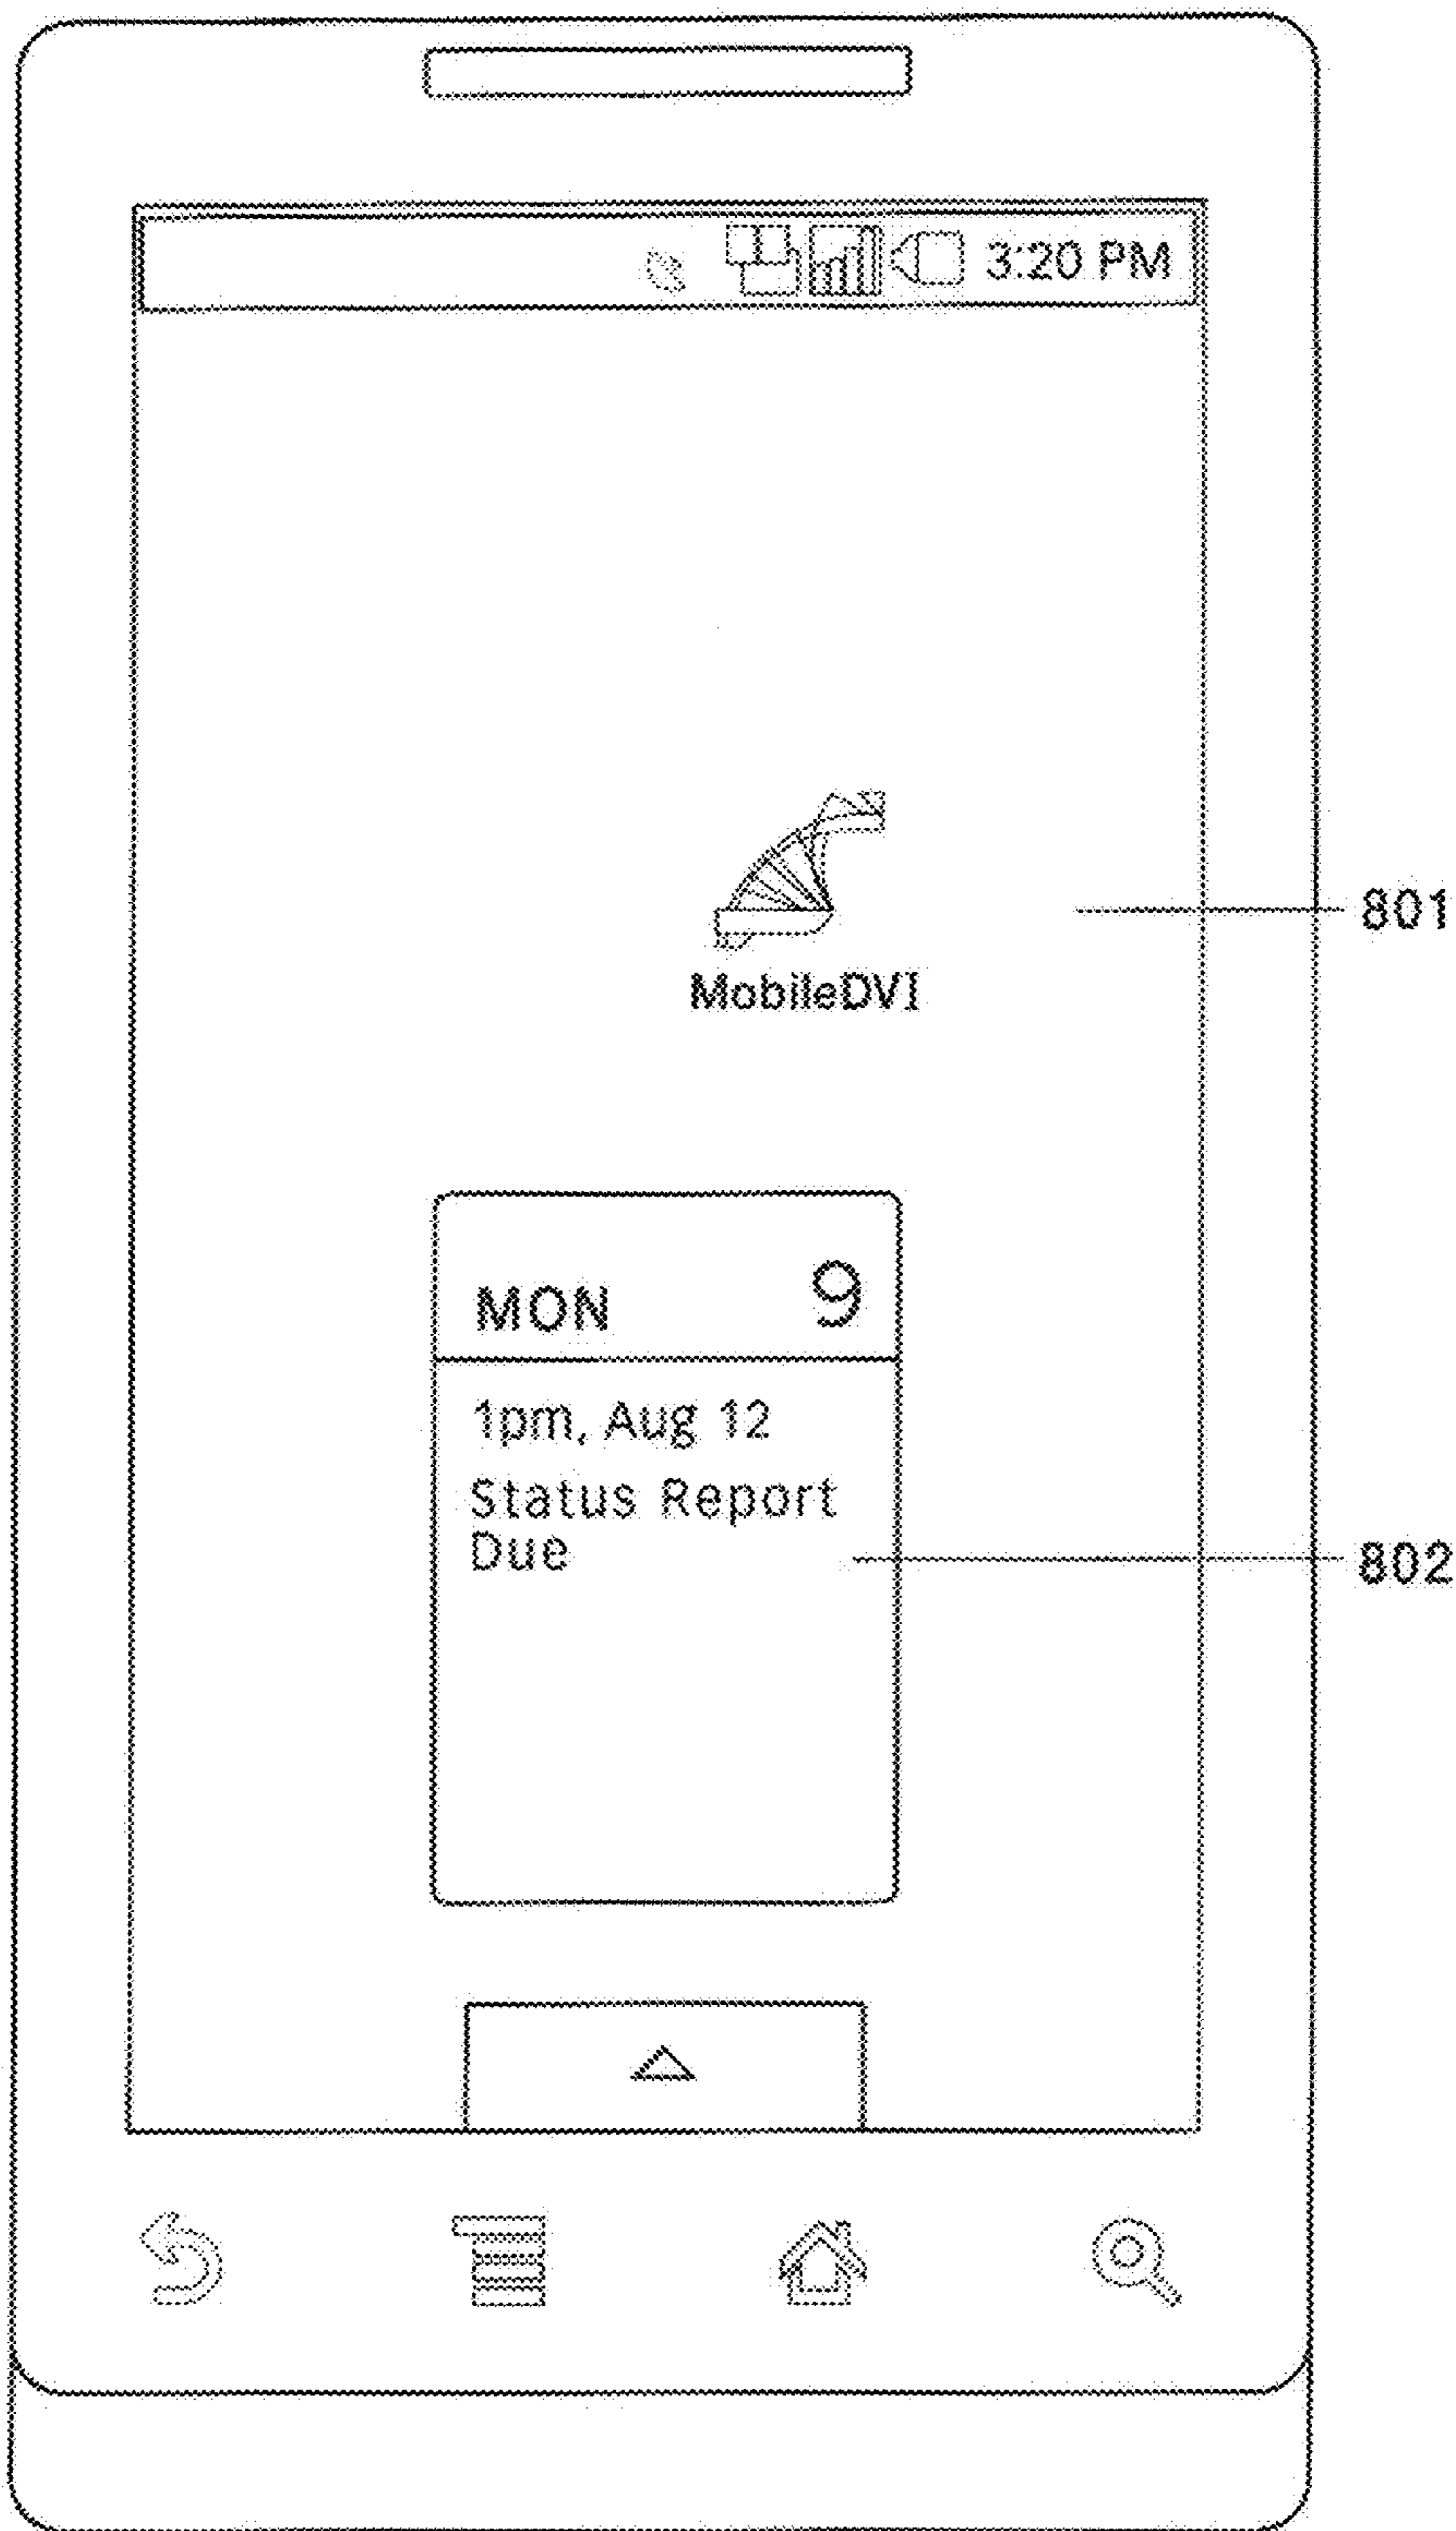 3:20 PM
801
MobileDVI
MON 9
1pm, Aug 12
Status Report
Due
802